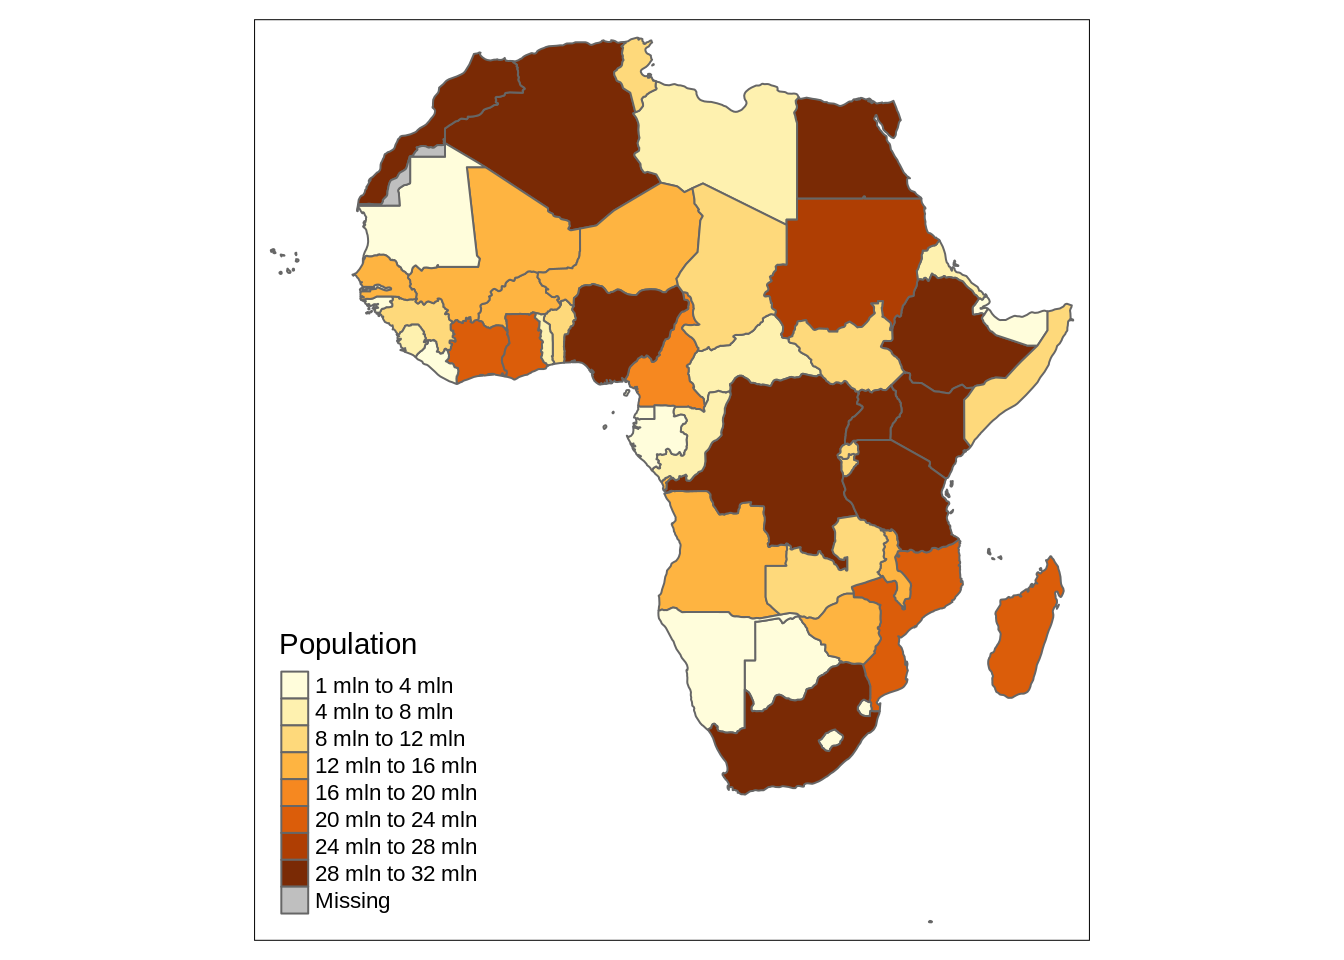 Population
1 mln to 4 mln
4 mln to 8 mln
8 mln to 12 mln
12 mln to 16 mln
16 mln to 20 mln
20 mln to 24 mln
24 mln to 28 mln
28 mln to 32 mln
Missing